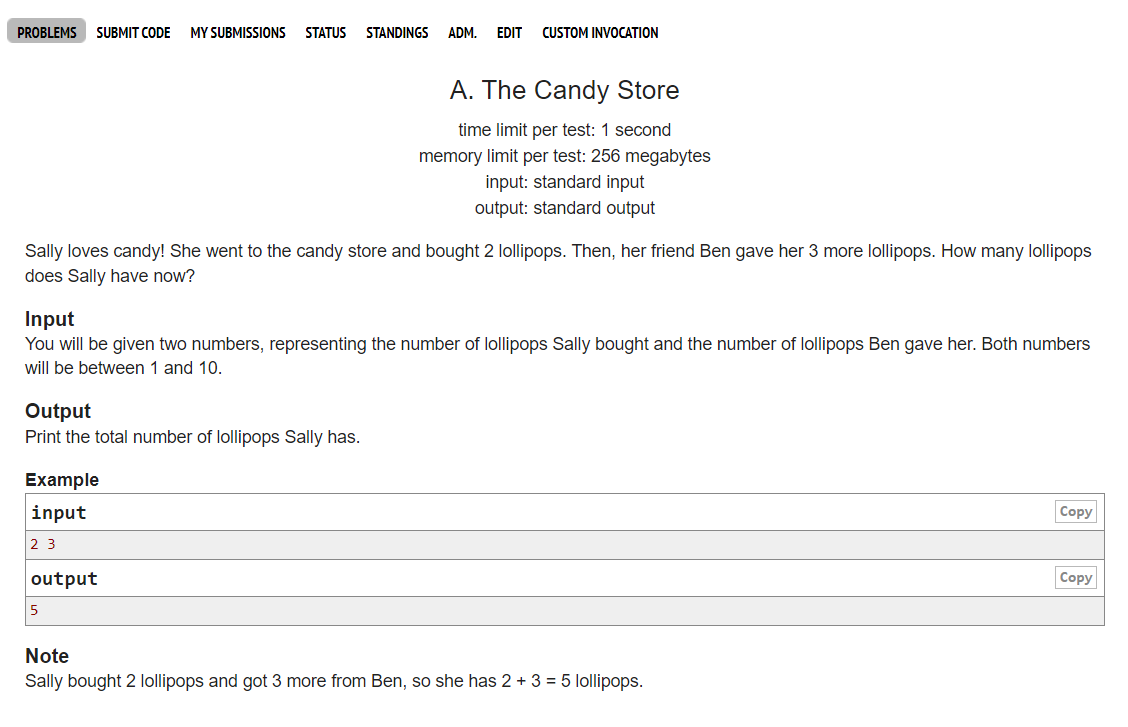 PROBLEMS SUBMIT CODE MY SUBMISSIONS STATUS STANDINGS ADM. EDIT CUSTOM INVOCATION
A. The Candy Store
time limit per test: 1 second
memory limit per test: 256 megabytes
input: standard input
output: standard output
Sally loves candy! She went to the candy store and bought 2 lollipops. Then, her friend Ben gave her 3 more lollipops. How many lollipops
does Sally have now?
Input
You will be given two numbers, representing the number of lollipops Sally bought and the number of lollipops Ben gave her. Both numbers
will be between 1 and 10.
Output
Print the total number of lollipops Sally has.
Example
input Copy
2 3
output Copy
5
Note
Sally bought 2 lollipops and got 3 more from Ben, so she has 2 + 3 = 5 lollipops.